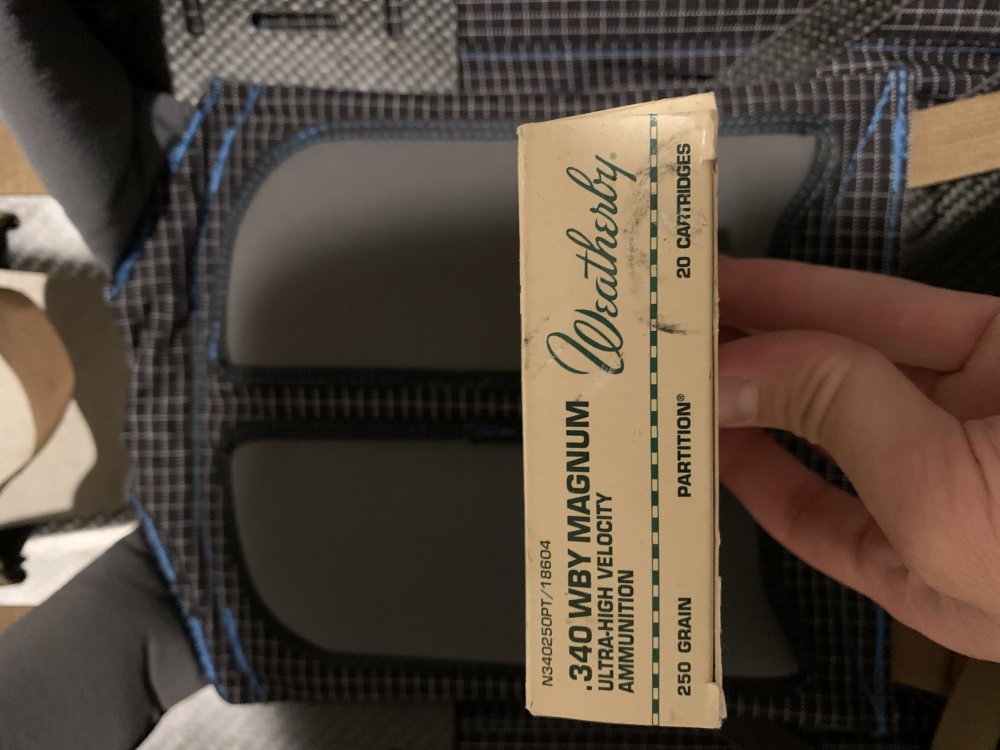 N340250PT/18604
.340 WBY MAGNUM Weatherby®
ULTRA-HIGH VELOCITY
AMMUNITION
250 GRAIN PARTITION® 20 CARTRIDGES